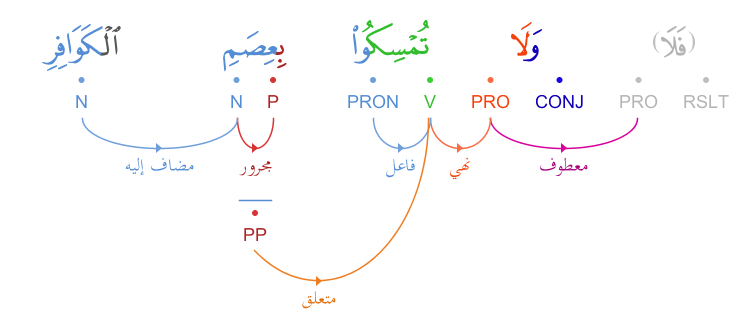 (فَلَا) وَلَا تُمْسِكُوا۟ بِعِصَمِ ٱلْكَوَافِرِ
RSLT PRO CONJ PRO V PRON P N N
معطوف نهي فاعل مجرور مضاف إليه
PP
متعلق